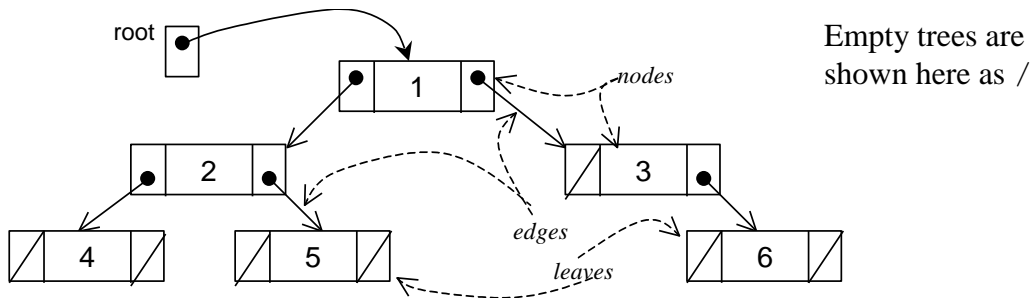 root
Empty trees are
shown here as /
1
nodes
2
3
edges
4
5
leaves
6